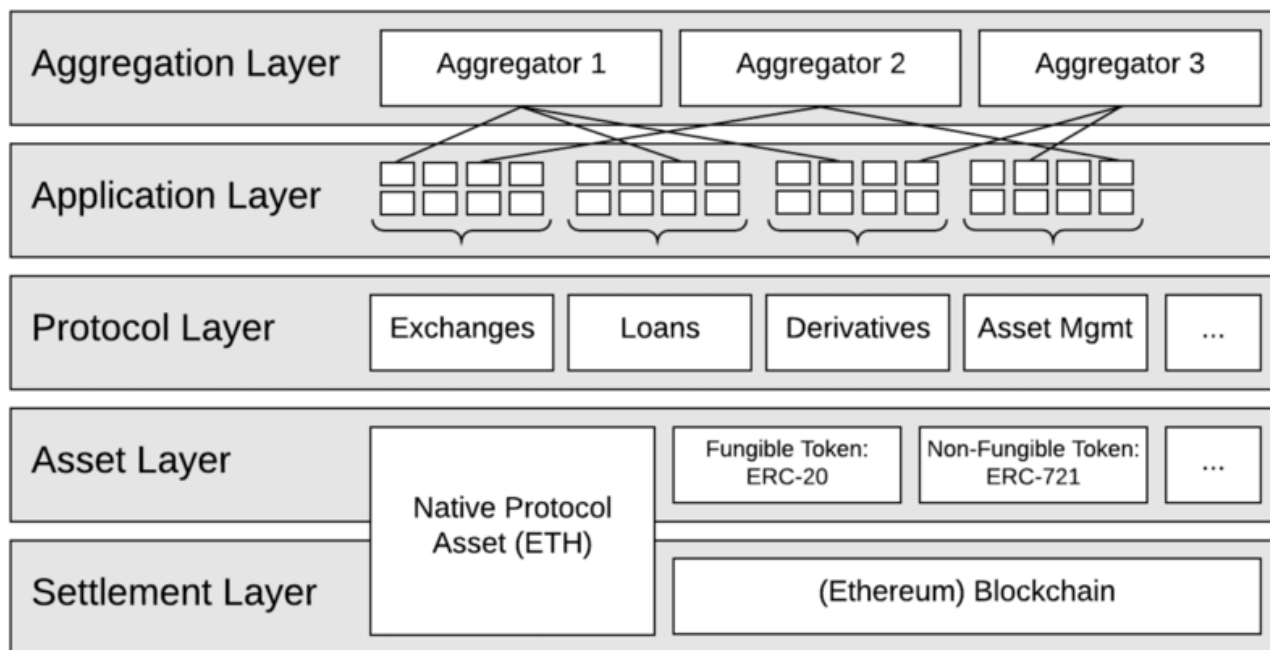 Aggregation Layer
Aggregator 1
Aggregator 2
Aggregator 3
Application Layer
Protocol Layer
Exchanges
Loans
Derivatives
Asset Mgmt
...
Asset Layer
Native Protocol
Asset (ETH)
Fungible Token:
ERC-20
Non-Fungible Token:
ERC-721
...
Settlement Layer
(Ethereum) Blockchain